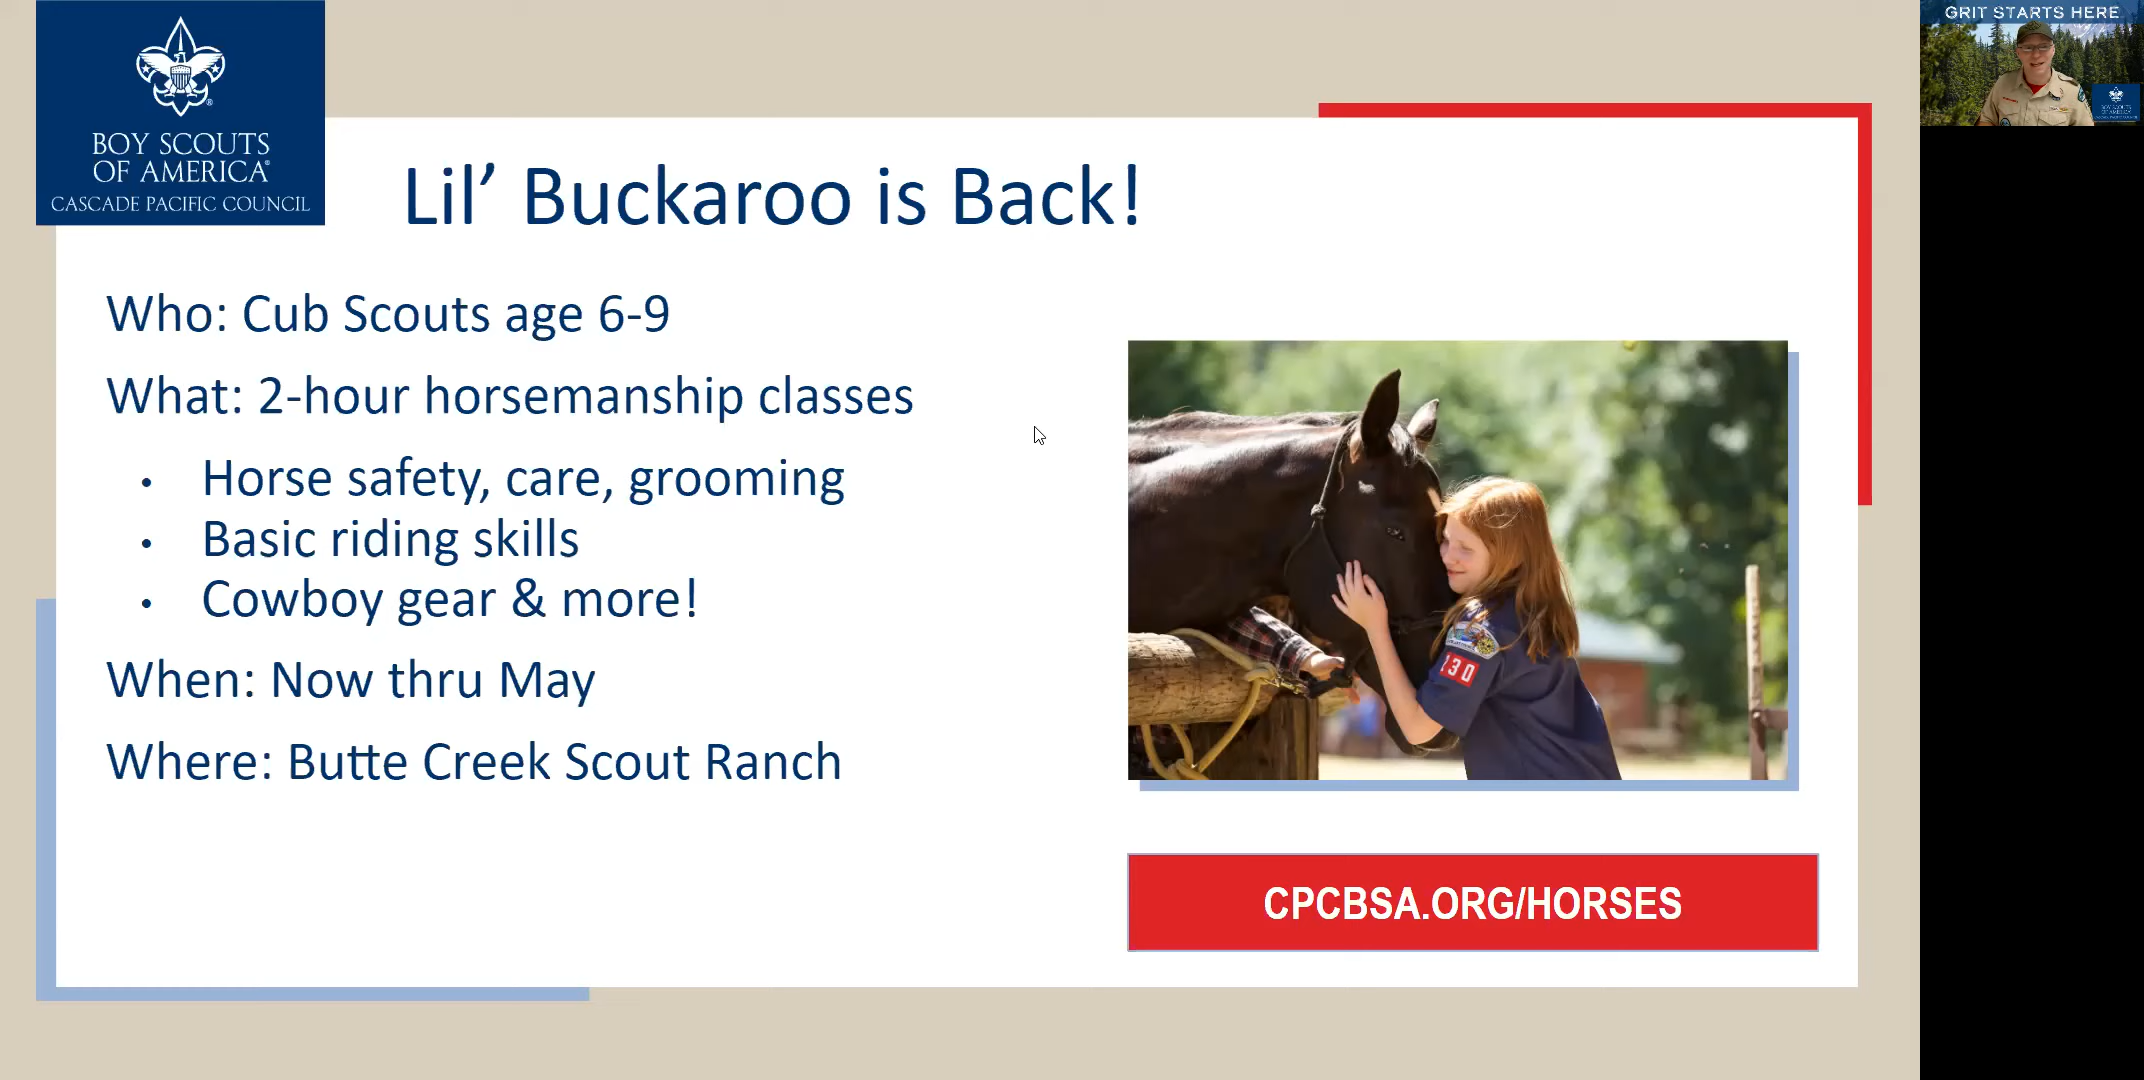 BOY SCOUTS
OF AMERICA®
CASCADE PACIFIC COUNCIL
Lil’ Buckaroo is Back!
Who: Cub Scouts age 6-9
What: 2-hour horsemanship classes
• Horse safety, care, grooming
• Basic riding skills
• Cowboy gear & more!
When: Now thru May
Where: Butte Creek Scout Ranch
130
CPCBSA.ORG/HORSES
GRIT STARTS HERE